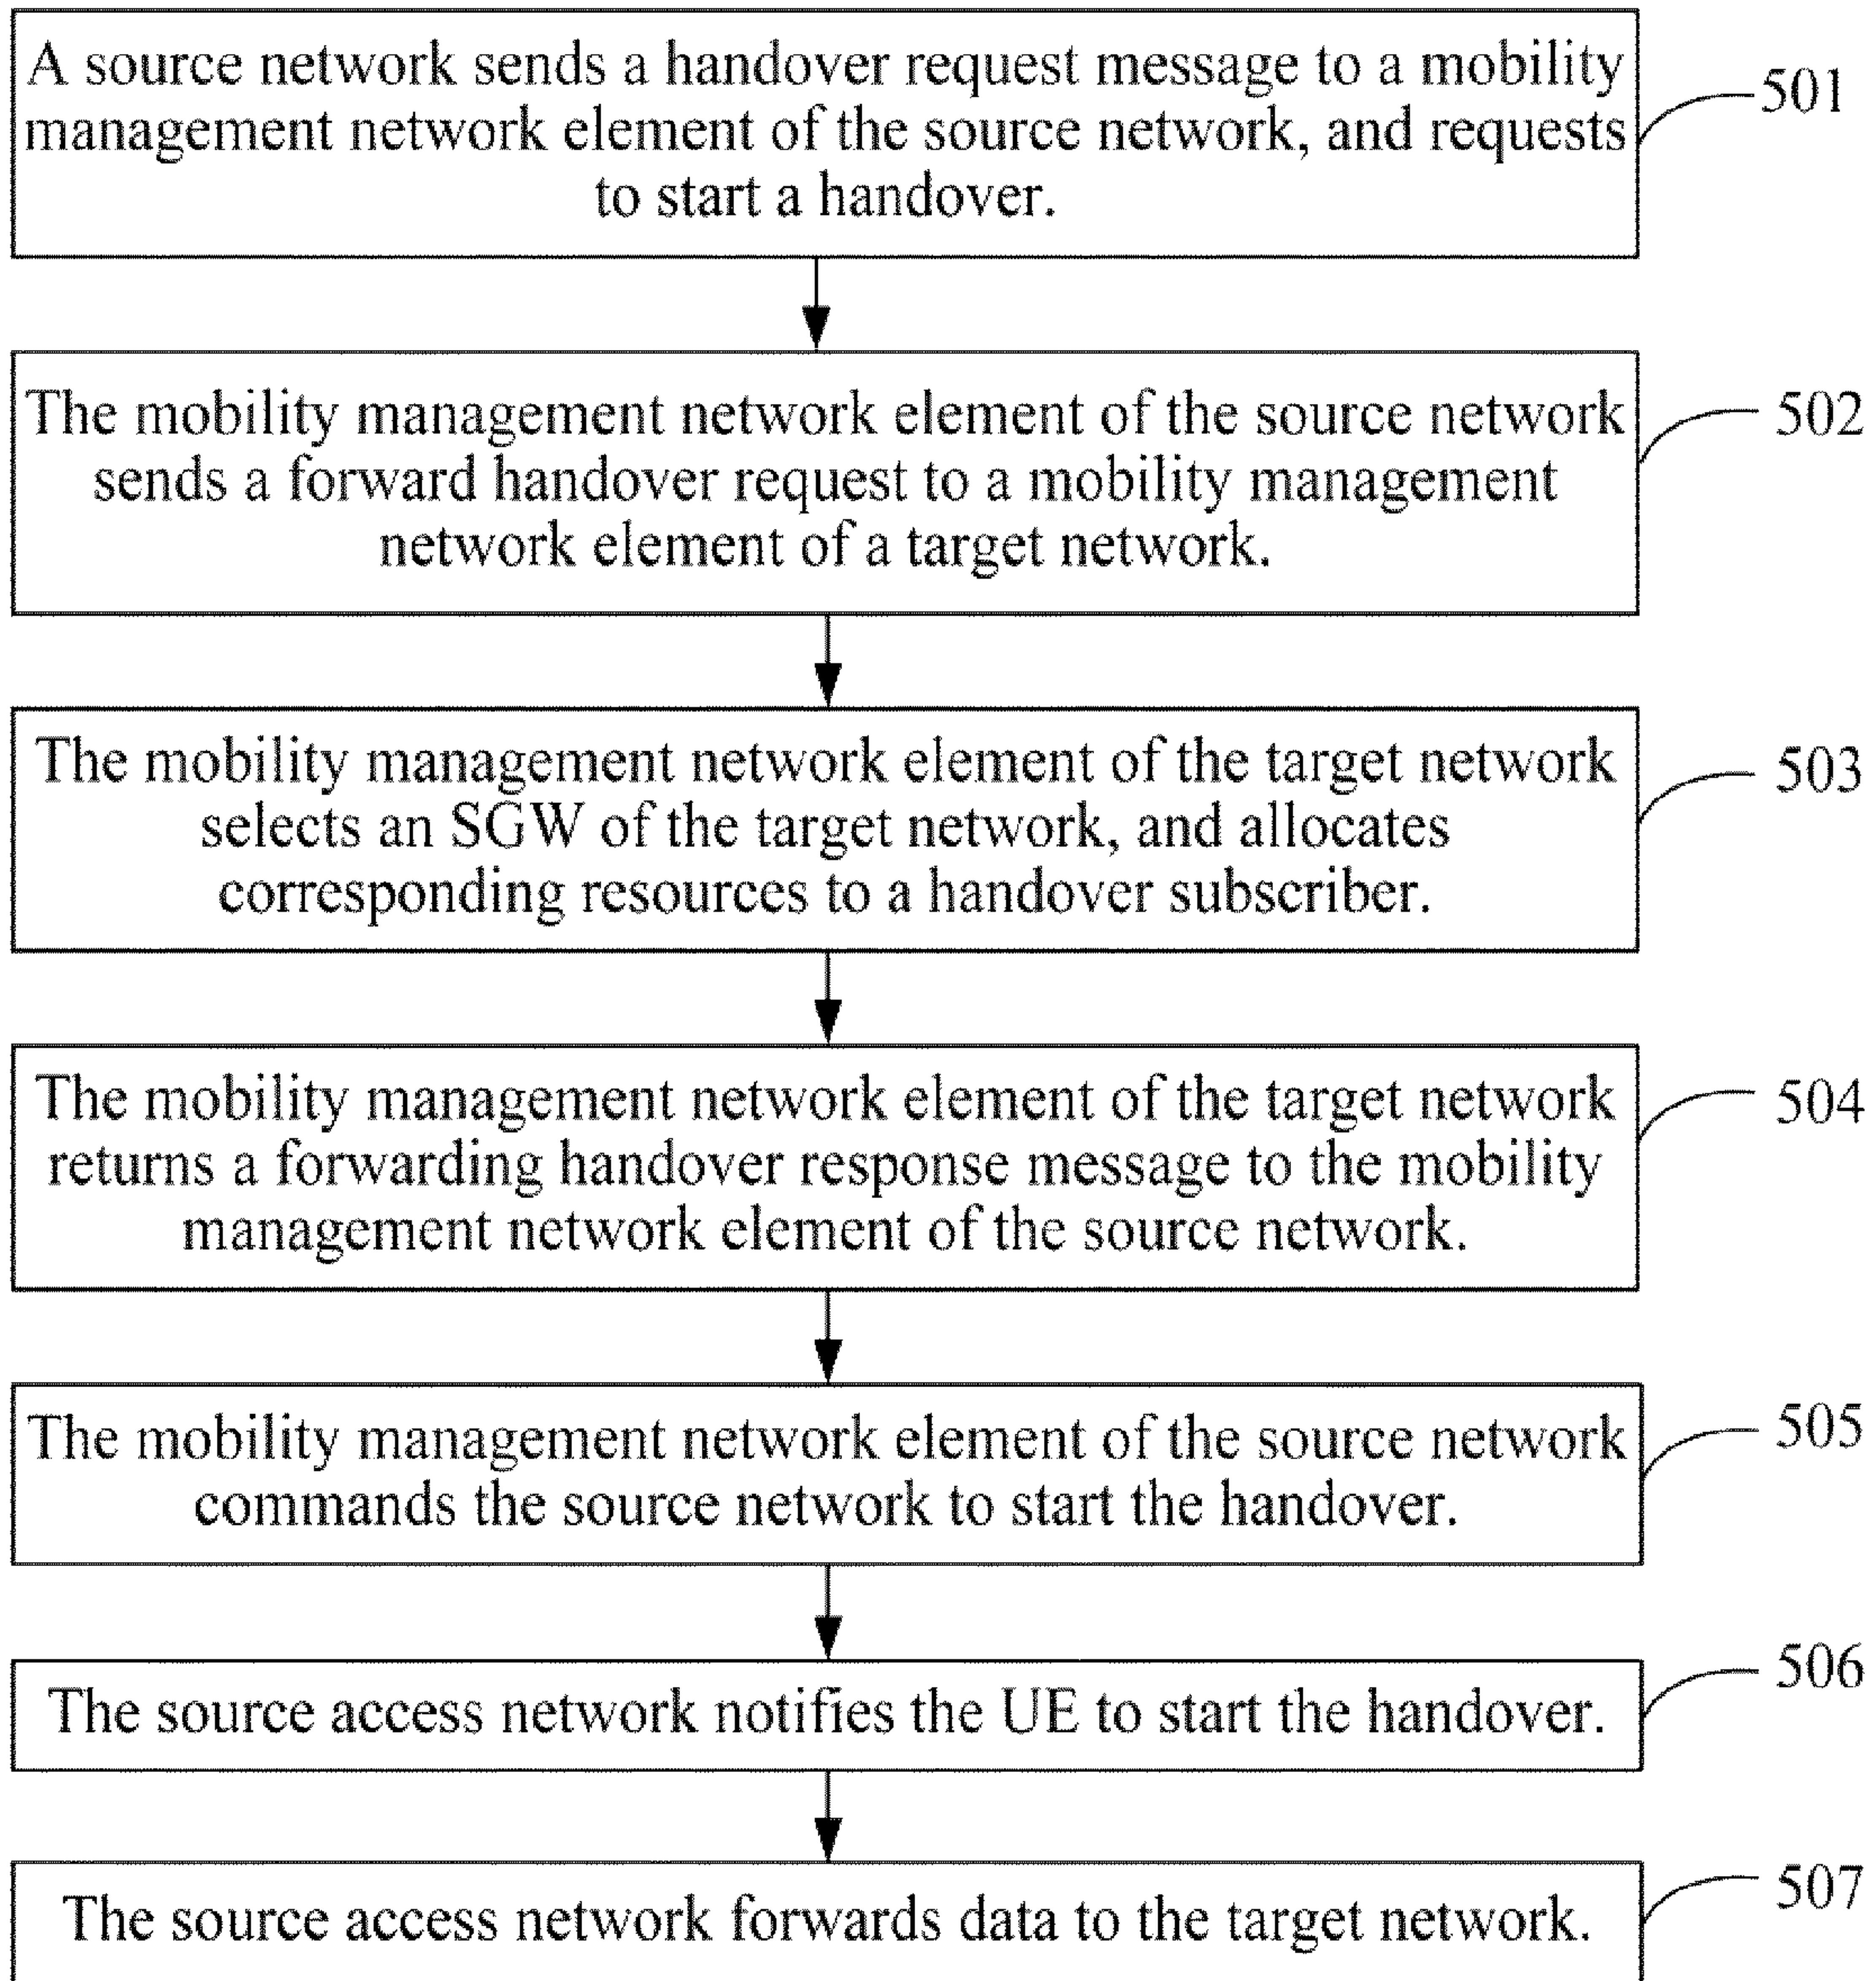 A source network sends a handover request message to a mobility
management network element of the source network, and requests
to start a handover.
501
The mobility management network element of the source network
sends a forward handover request to a mobility management
network element of a target network.
502
The mobility management network element of the target network
selects an SGW of the target network, and allocates
corresponding resources to a handover subscriber.
503
The mobility management network element of the target network
returns a forwarding handover response message to the mobility
management network element of the source network.
504
The mobility management network element of the source network
commands the source network to start the handover.
505
The source access network notifies the UE to start the handover.
506
The source access network forwards data to the target network.
507